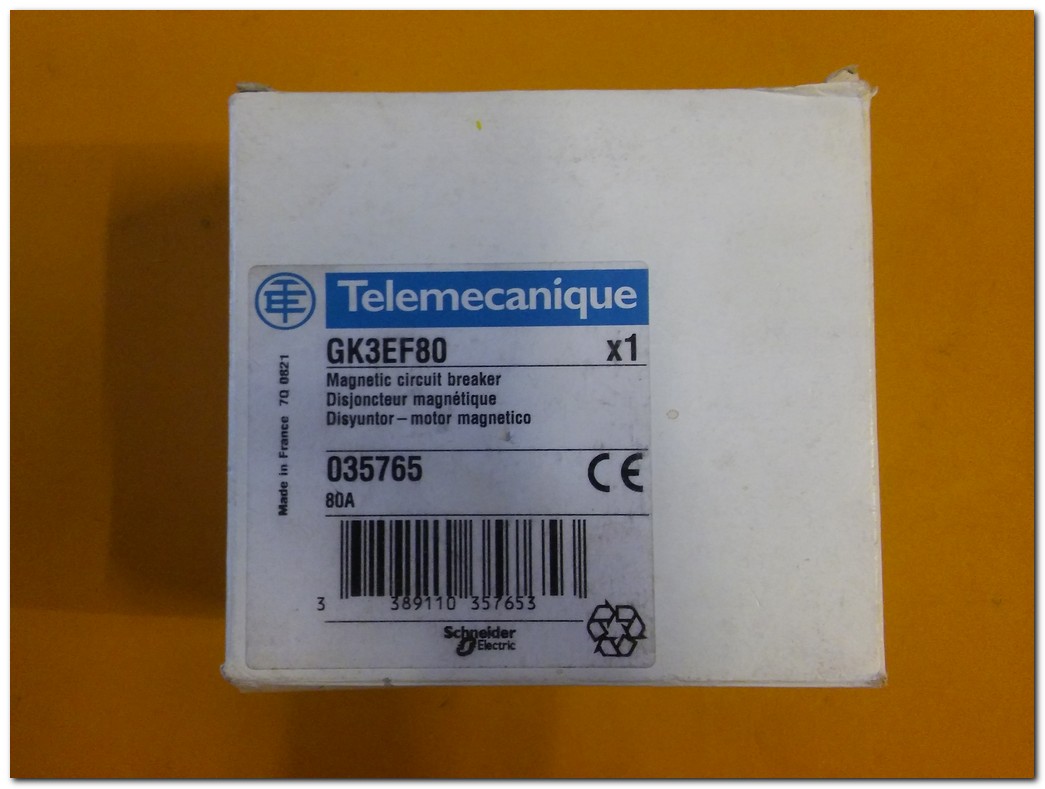 Telemecanique
GK3EF80 x1
Magnetic circuit breaker
Disjoncteur magnétique
Disyuntor – motor magnetico
Made in France 7Q 0821
035765 CE
80A
3 389110 357653
Schneider
Electric